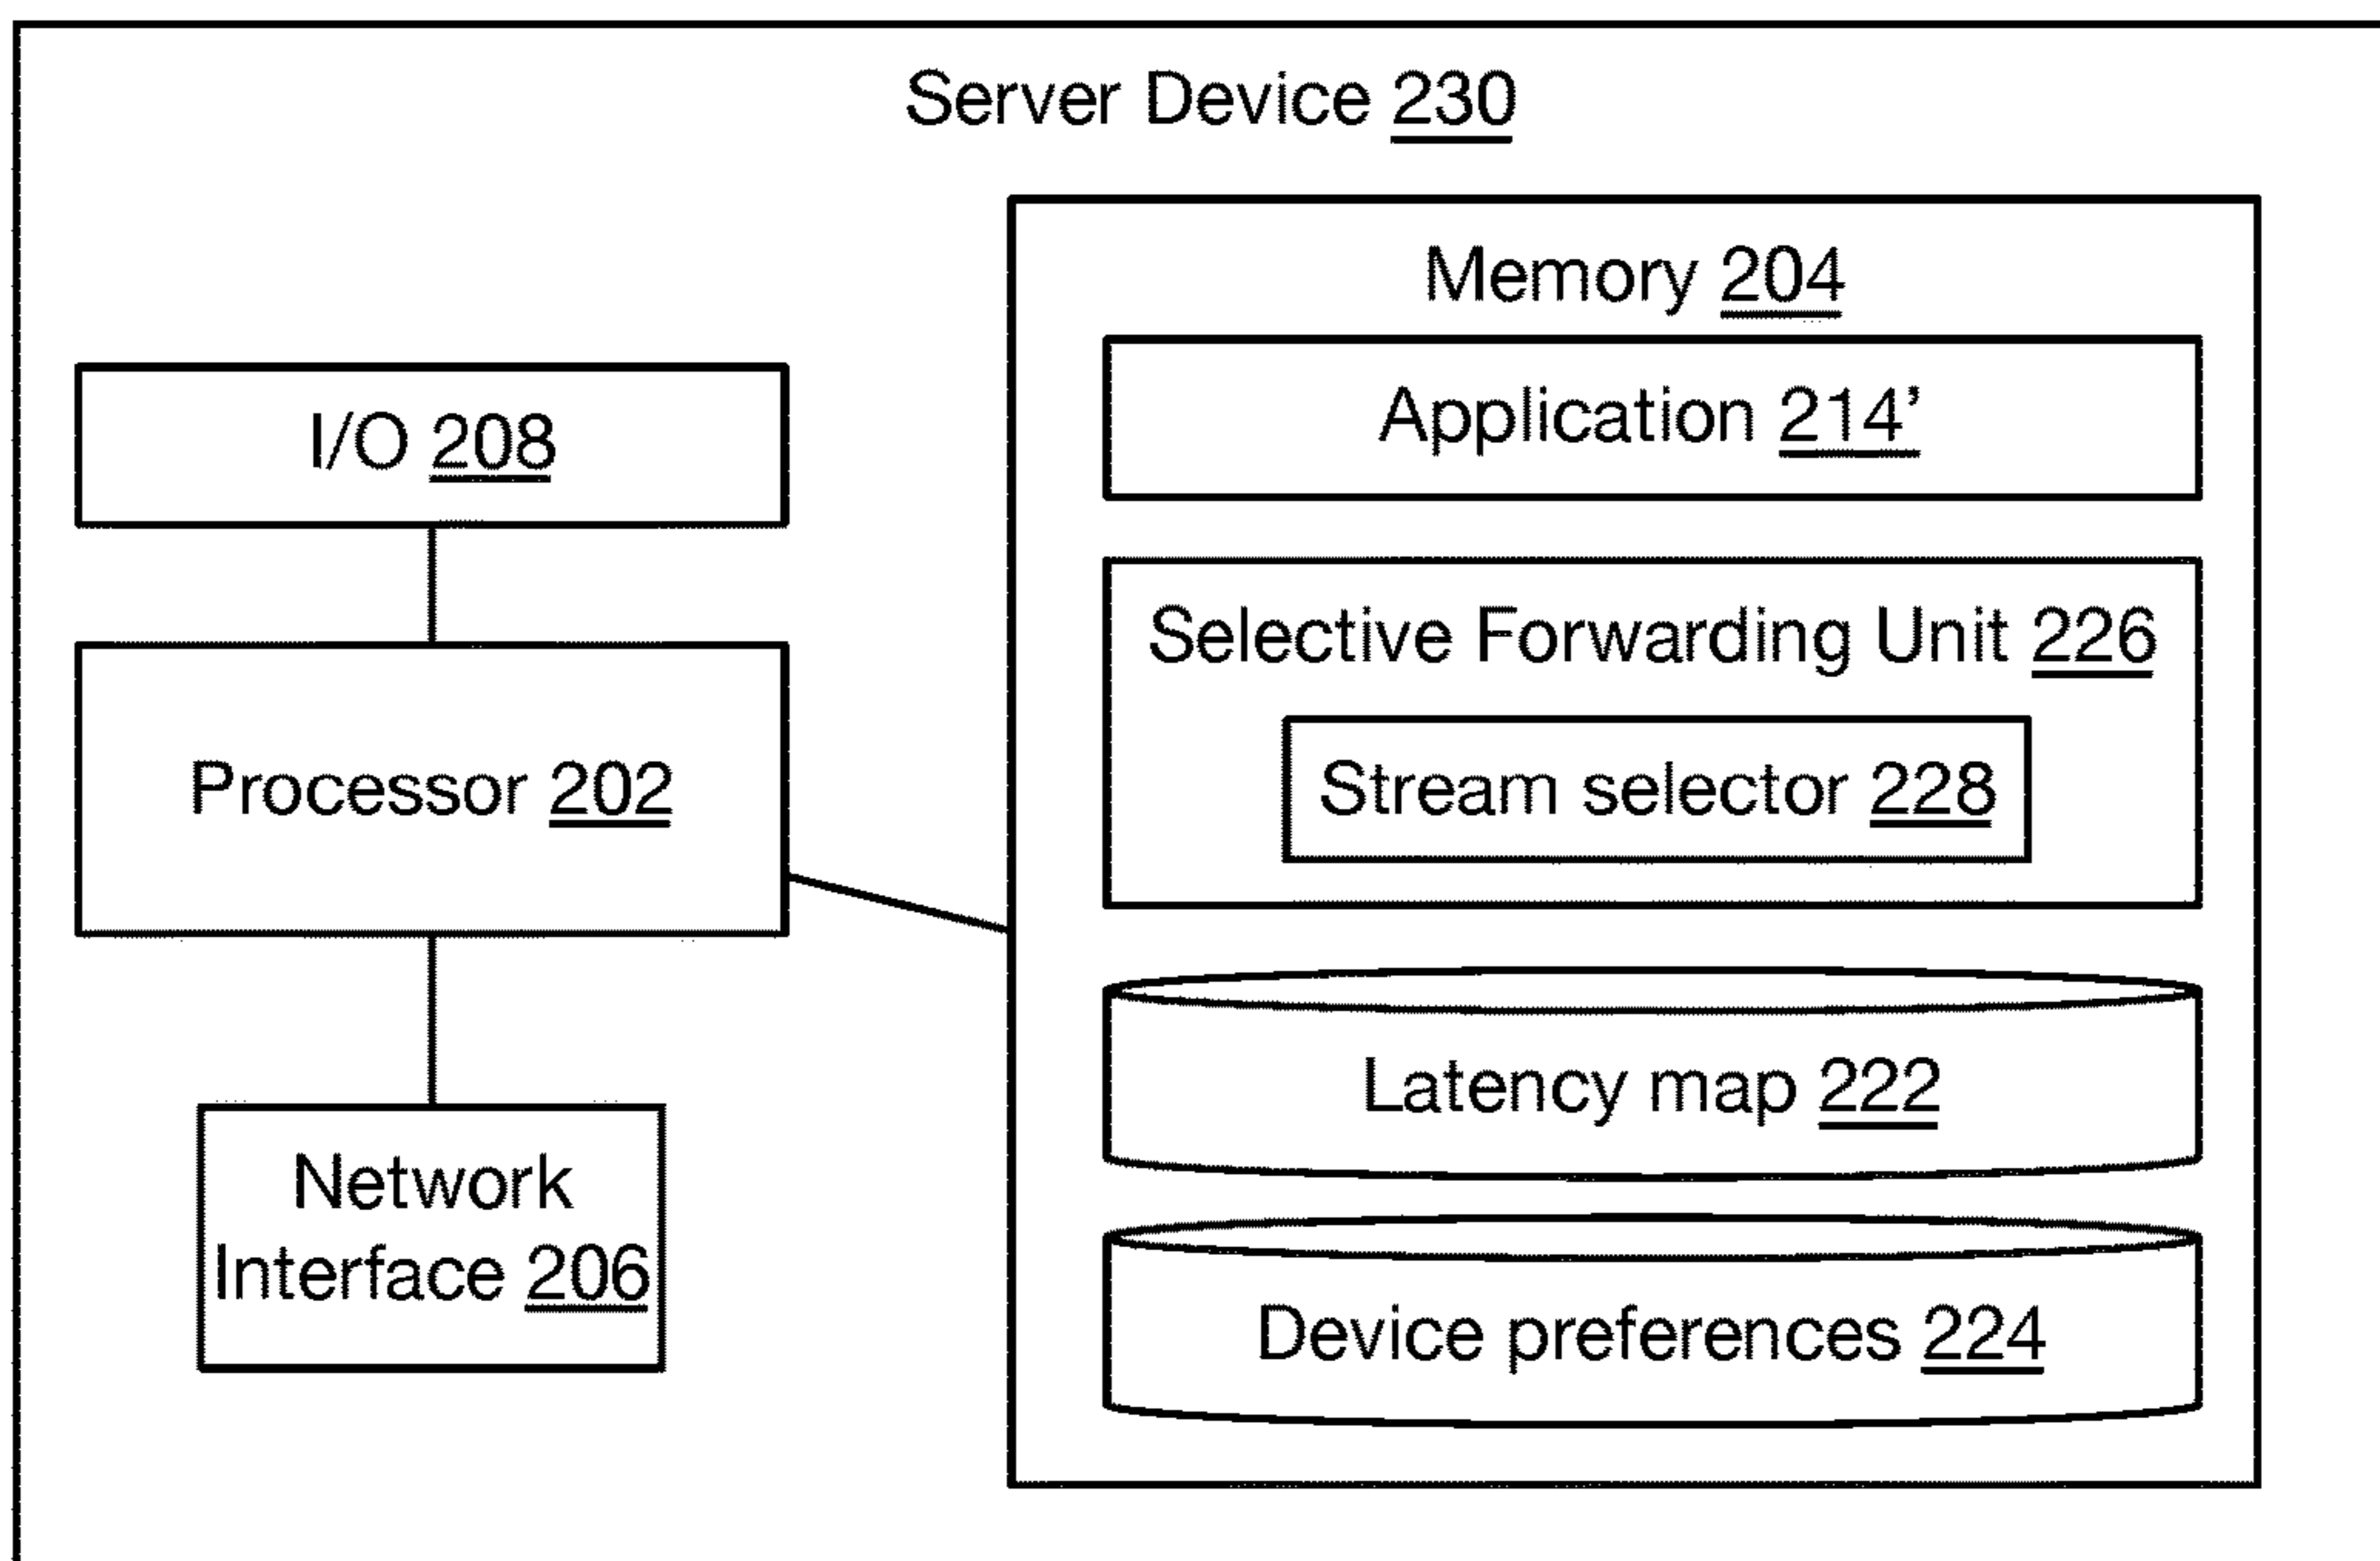 Server Device 230
Memory 204
Application 214’
I/O 208
Selective Forwarding Unit 226
Processor 202
Stream selector 228
Latency map 222
Network
Interface 206
Device preferences 224